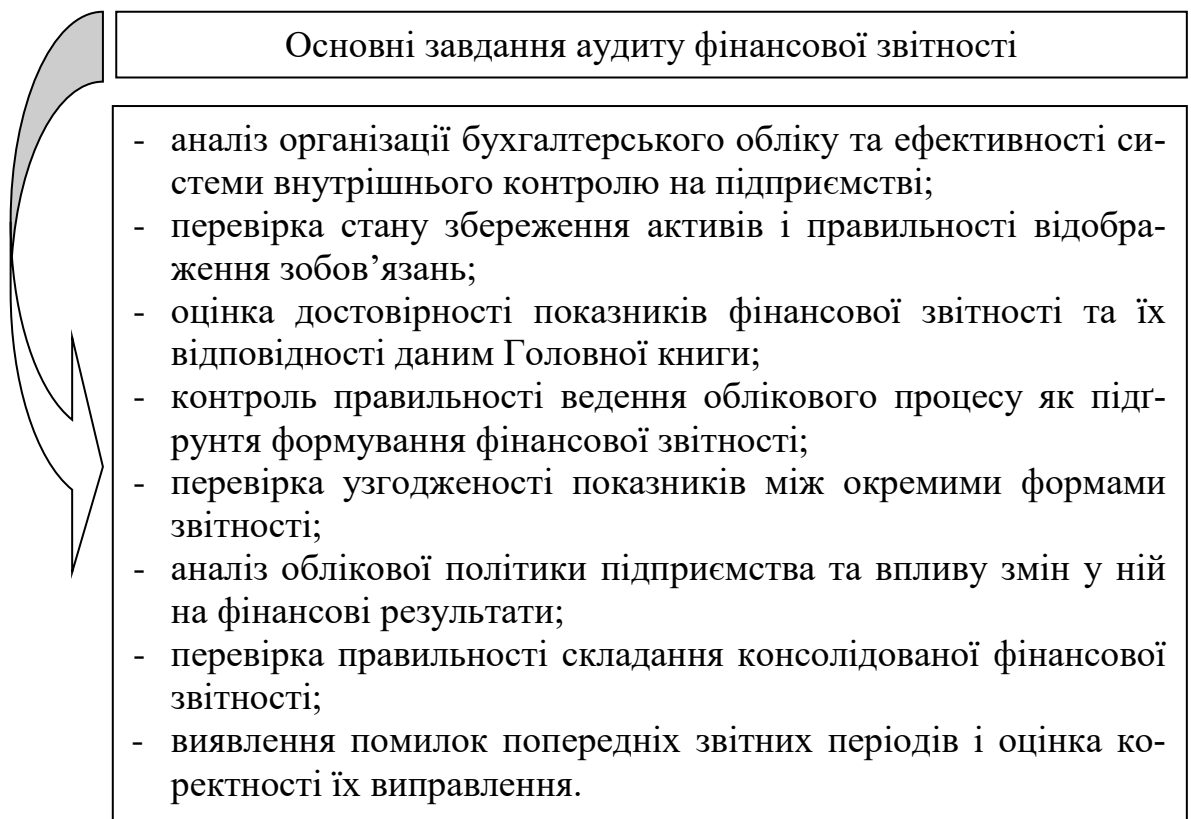 Основні завдання аудиту фінансової звітності
- аналіз організації бухгалтерського обліку та ефективності си-
стеми внутрішнього контролю на підприємстві;
- перевірка стану збереження активів і правильності відобра-
ження зобов’язань;
- оцінка достовірності показників фінансової звітності та їх
відповідності даним Головної книги;
- контроль правильності ведення облікового процесу як підґ-
рунтя формування фінансової звітності;
- перевірка узгодженості показників між окремими формами
звітності;
- аналіз облікової політики підприємства та впливу змін у ній
на фінансові результати;
- перевірка правильності складання консолідованої фінансової
звітності;
- виявлення помилок попередніх звітних періодів і оцінка ко-
ректності їх виправлення.